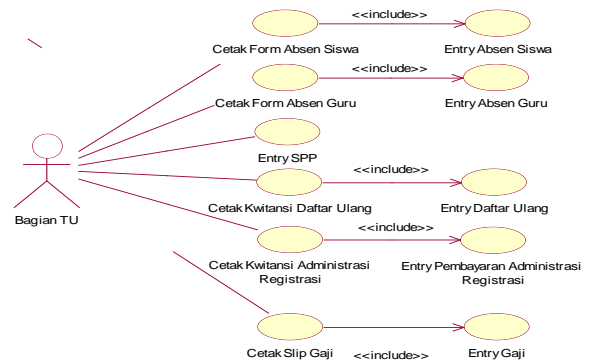 <<include>>
Cetak Form Absen Siswa
Entry Absen Siswa
<<include>>
Cetak Form Absen Guru
Entry Absen Guru
Entry SPP
<<include>>
Cetak Kwitansi Daftar Ulang
Entry Daftar Ulang
Bagian TU
<<include>>
Cetak Kwitansi Administrasi
Registrasi
Entry Pembayaran Administrasi
Registrasi
Cetak Slip Gaji
<<include>>
Entry Gaji